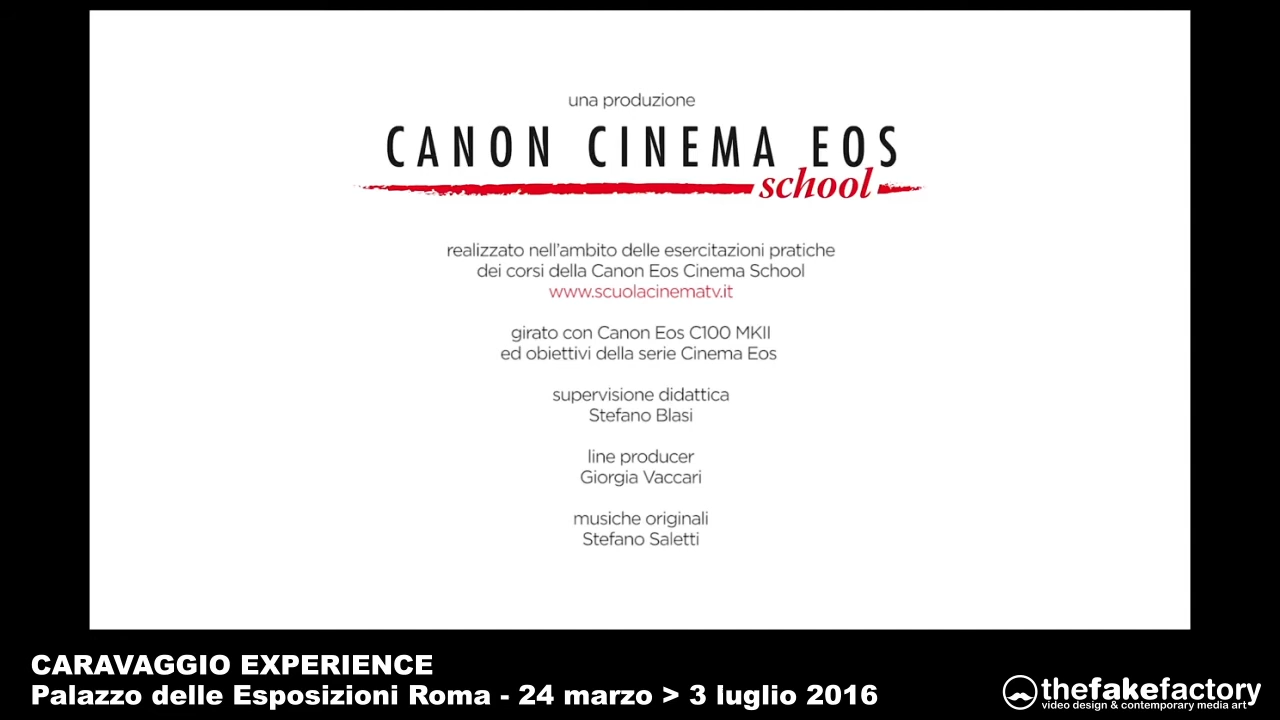 una produzione
CANON CINEMA EOS
school
realizzato nell'ambito delle esercitazioni pratiche
dei corsi della Canon Eos Cinema School
www.scuolacinematv.it
girato con Canon Eos C100 MKII
ed obiettivi della serie Cinema Eos
supervisione didattica
Stefano Blasi
line producer
Giorgia Vaccari
musiche originali
Stefano Saletti
CARAVAGGIO EXPERIENCE
Palazzo delle Esposizioni Roma - 24 marzo > 3 luglio 2016
thefakefactory
video design & contemporary media art